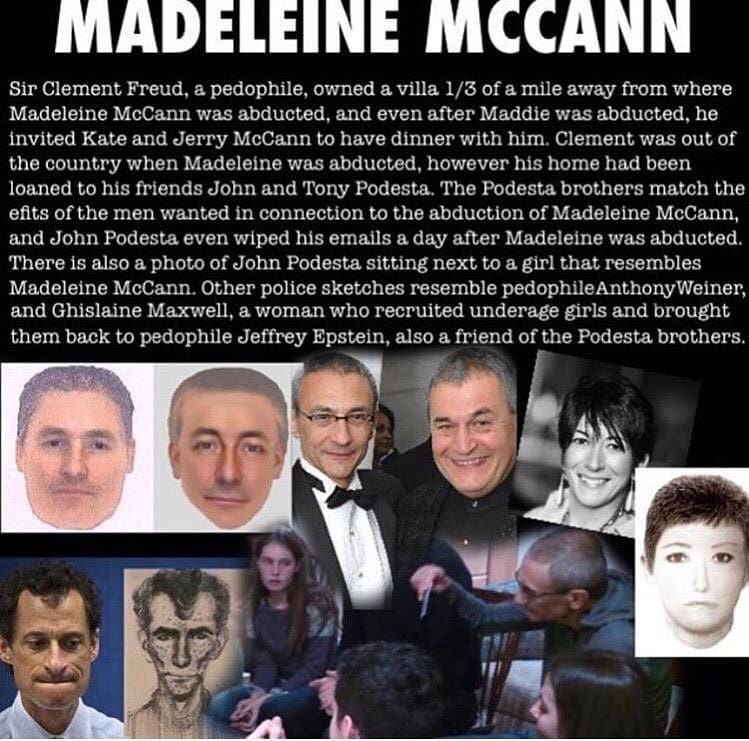 MADELEINE MCCANN
Sir Clement Freud, a pedophile, owned a villa 1/3 of a mile away from where
Madeleine McCann was abducted, and even after Maddie was abducted, he
invited Kate and Jerry McCann to have dinner with him. Clement was out of
the country when Madeleine was abducted, however his home had been
loaned to his friends John and Tony Podesta. The Podesta brothers match the
efits of the men wanted in connection to the abduction of Madeleine McCann,
and John Podesta even wiped his emails a day after Madeleine was abducted.
There is also a photo of John Podesta sitting next to a girl that resembles
Madeleine McCann. Other police sketches resemble pedophile Anthony Weiner,
and Ghislaine Maxwell, a woman who recruited underage girls and brought
them back to pedophile Jeffrey Epstein, also a friend of the Podesta brothers.